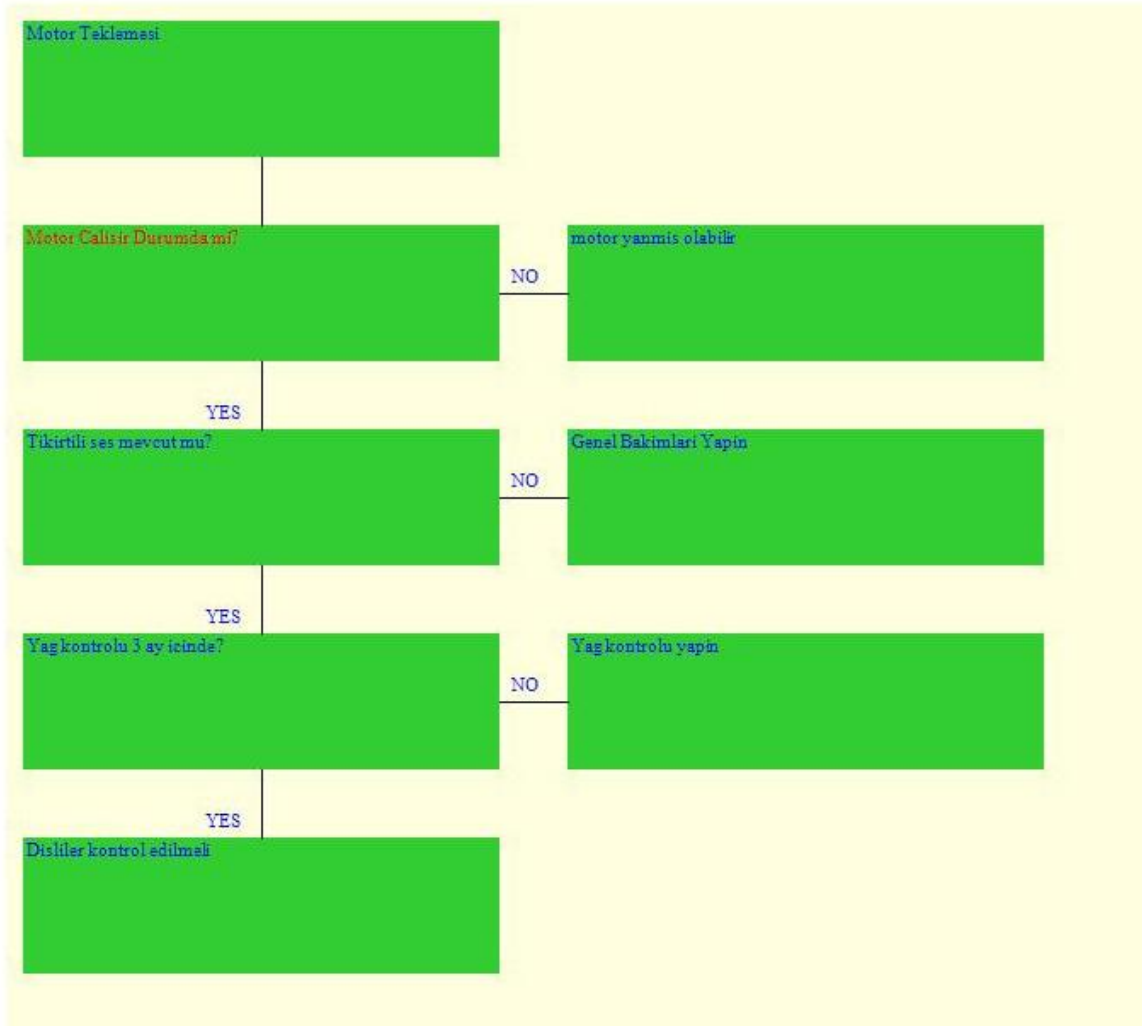 Motor Teklemesi
Motor Calisir Durumda mi?
NO
motor yanmis olabilir
YES
Tikirtili ses mevcut mu?
NO
Genel Bakimlari Yapin
YES
Yag kontrolu 3 ay icinde?
NO
Yag kontrolu yapin
YES
Disliler kontrol edilmeli